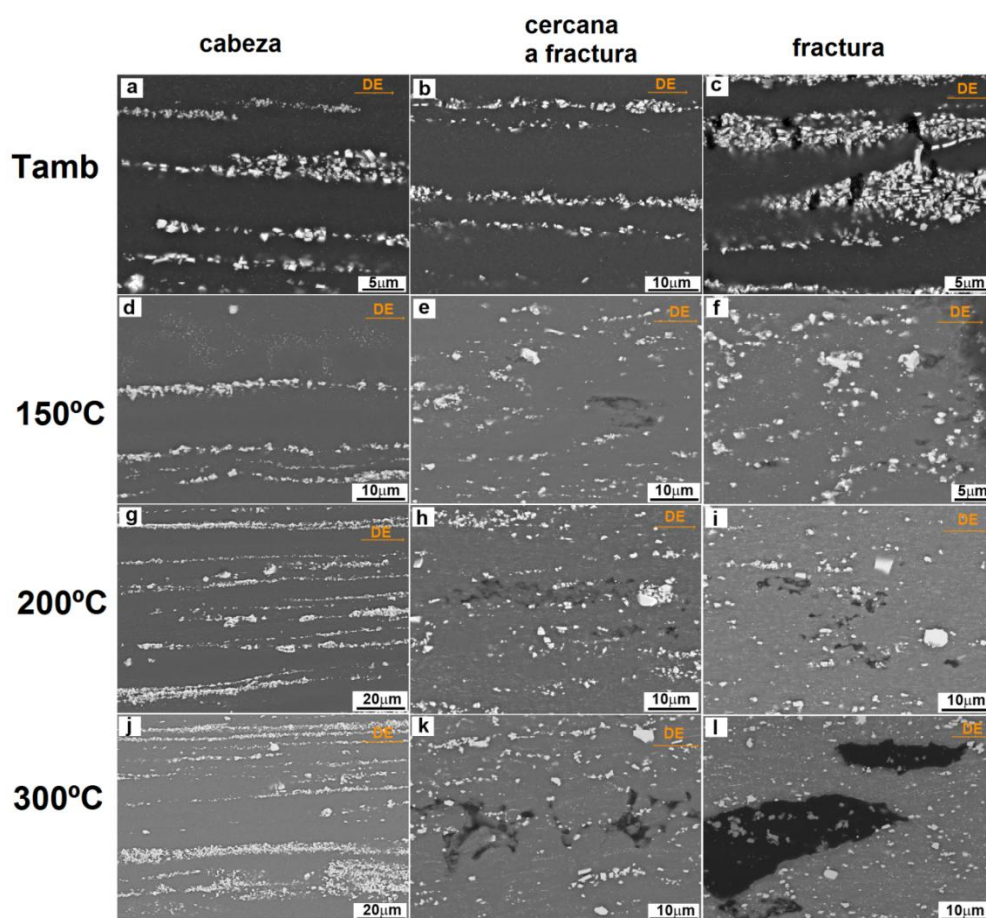 cabeza
cercana
a fractura
fractura
Tamb
a
DE
5μm
b
DE
10μm
c
DE
5μm
150ºC
d
DE
10μm
e
DE
10μm
f
DE
5μm
200ºC
g
DE
20μm
h
DE
10μm
i
DE
10μm
300ºC
j
DE
20μm
k
DE
10μm
l
DE
10μm